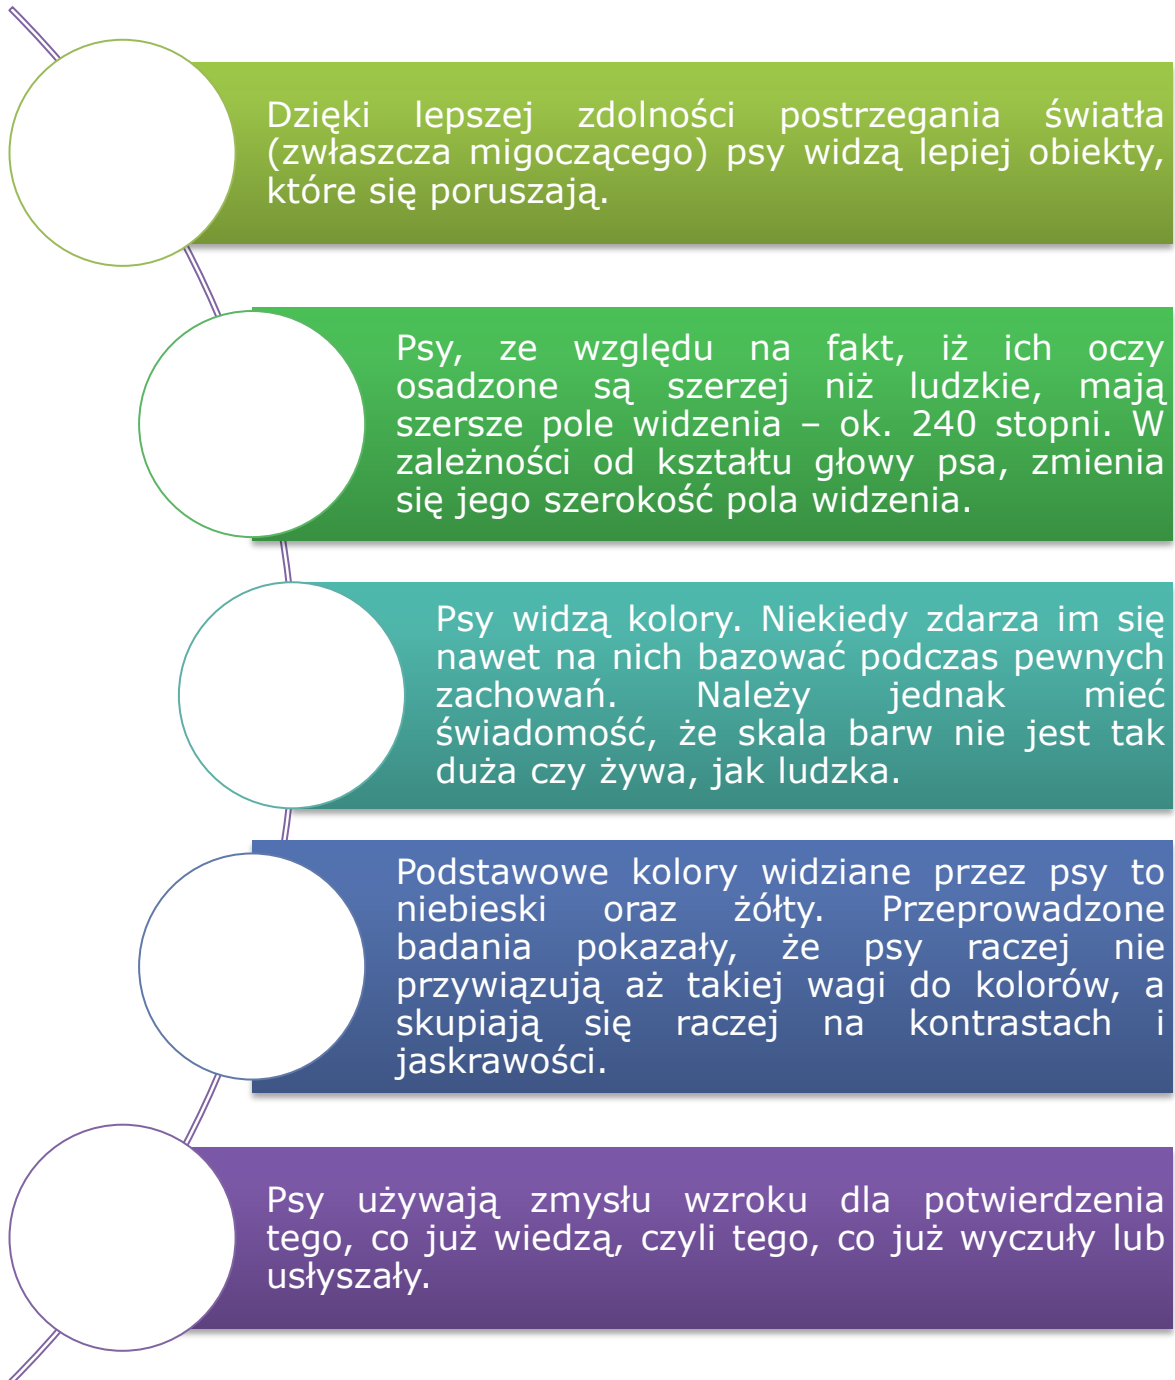 Dzięki lepszej zdolności postrzegania światła
(zwłaszcza migoczącego) psy widzą lepiej obiekty,
które się poruszają.
Psy, ze względu na fakt, iż ich oczy
osadzone są szerzej niż ludzkie, mają
szersze pole widzenia – ok. 240 stopni. W
zależności od kształtu głowy psa, zmienia
się jego szerokość pola widzenia.
Psy widzą kolory. Niekiedy zdarza im się
nawet na nich bazować podczas pewnych
zachowań. Należy jednak mieć
świadomość, że skala barw nie jest tak
duża czy żywa, jak ludzka.
Podstawowe kolory widziane przez psy to
niebieski oraz żółty. Przeprowadzone
badania pokazały, że psy raczej nie
przywiązują aż takiej wagi do kolorów, a
skupiają się raczej na kontrastach i
jaskrawości.
Psy używają zmysłu wzroku dla potwierdzenia
tego, co już wiedzą, czyli tego, co już wyczuły lub
usłyszały.